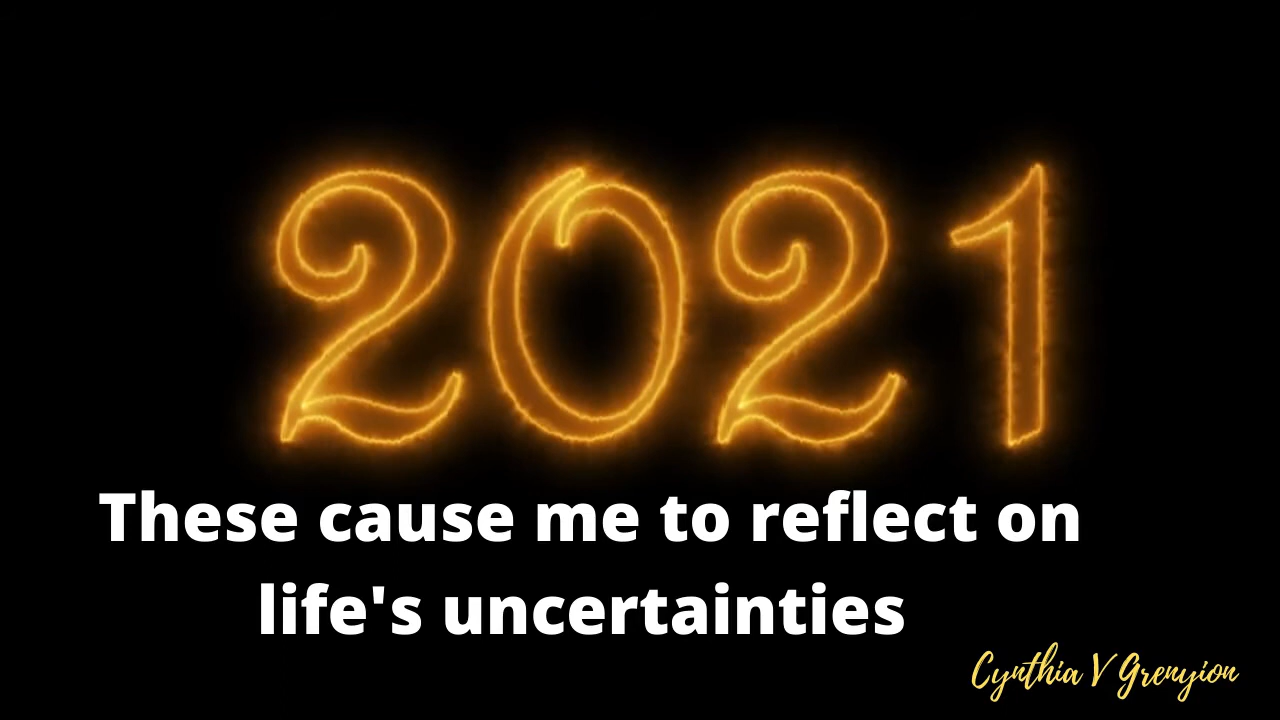 2021
These cause me to reflect on
life's uncertainties
Cynthia V Grenyion